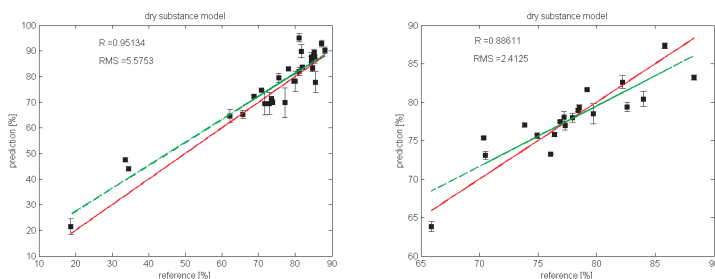 dry substance model
100
90
80
70
60
50
40
30
20
10
R =0.95134
RMS =5.5753
prediction [%]
10 20 30 40 50 60 70 80 90
reference [%]
dry substance model
90
85
80
75
70
65
60
R =0.88611
RMS =2.4125
prediction [%]
65 70 75 80 85 90
reference [%]